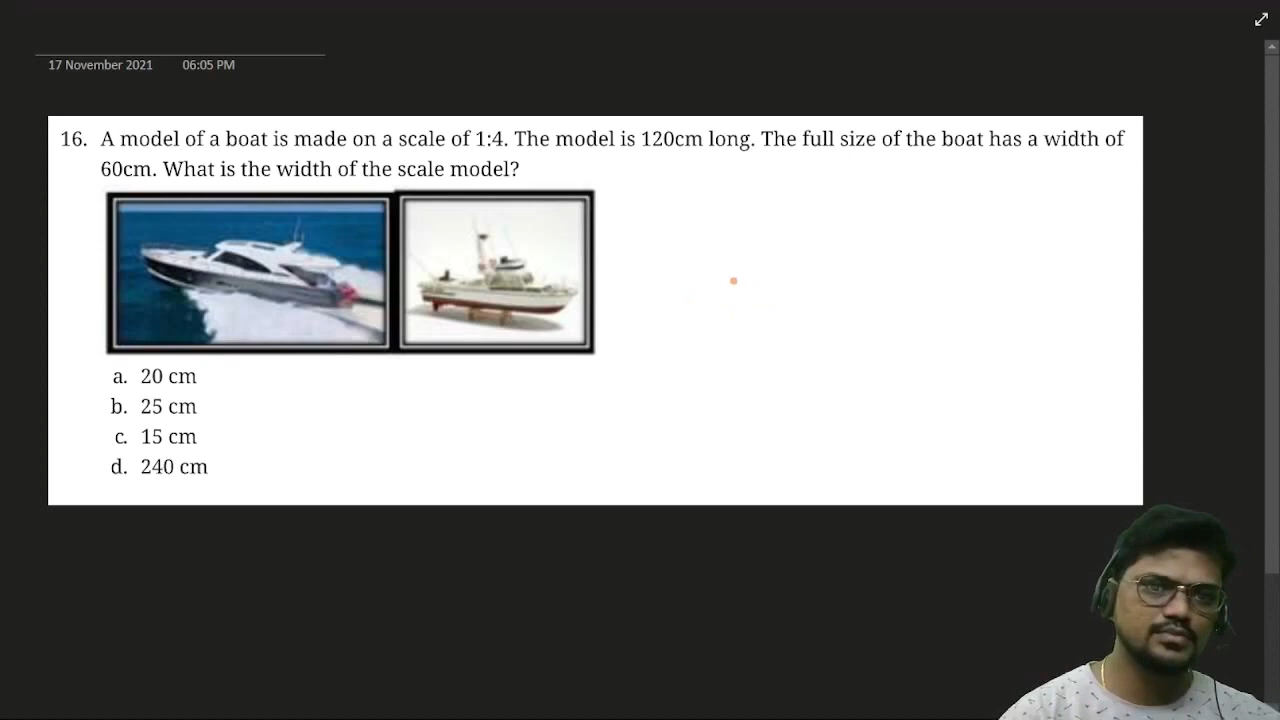 17 November 2021 06:05 PM
16. A model of a boat is made on a scale of 1:4. The model is 120cm long. The full size of the boat has a width of
60cm. What is the width of the scale model?
a. 20 cm
b. 25 cm
c. 15 cm
d. 240 cm